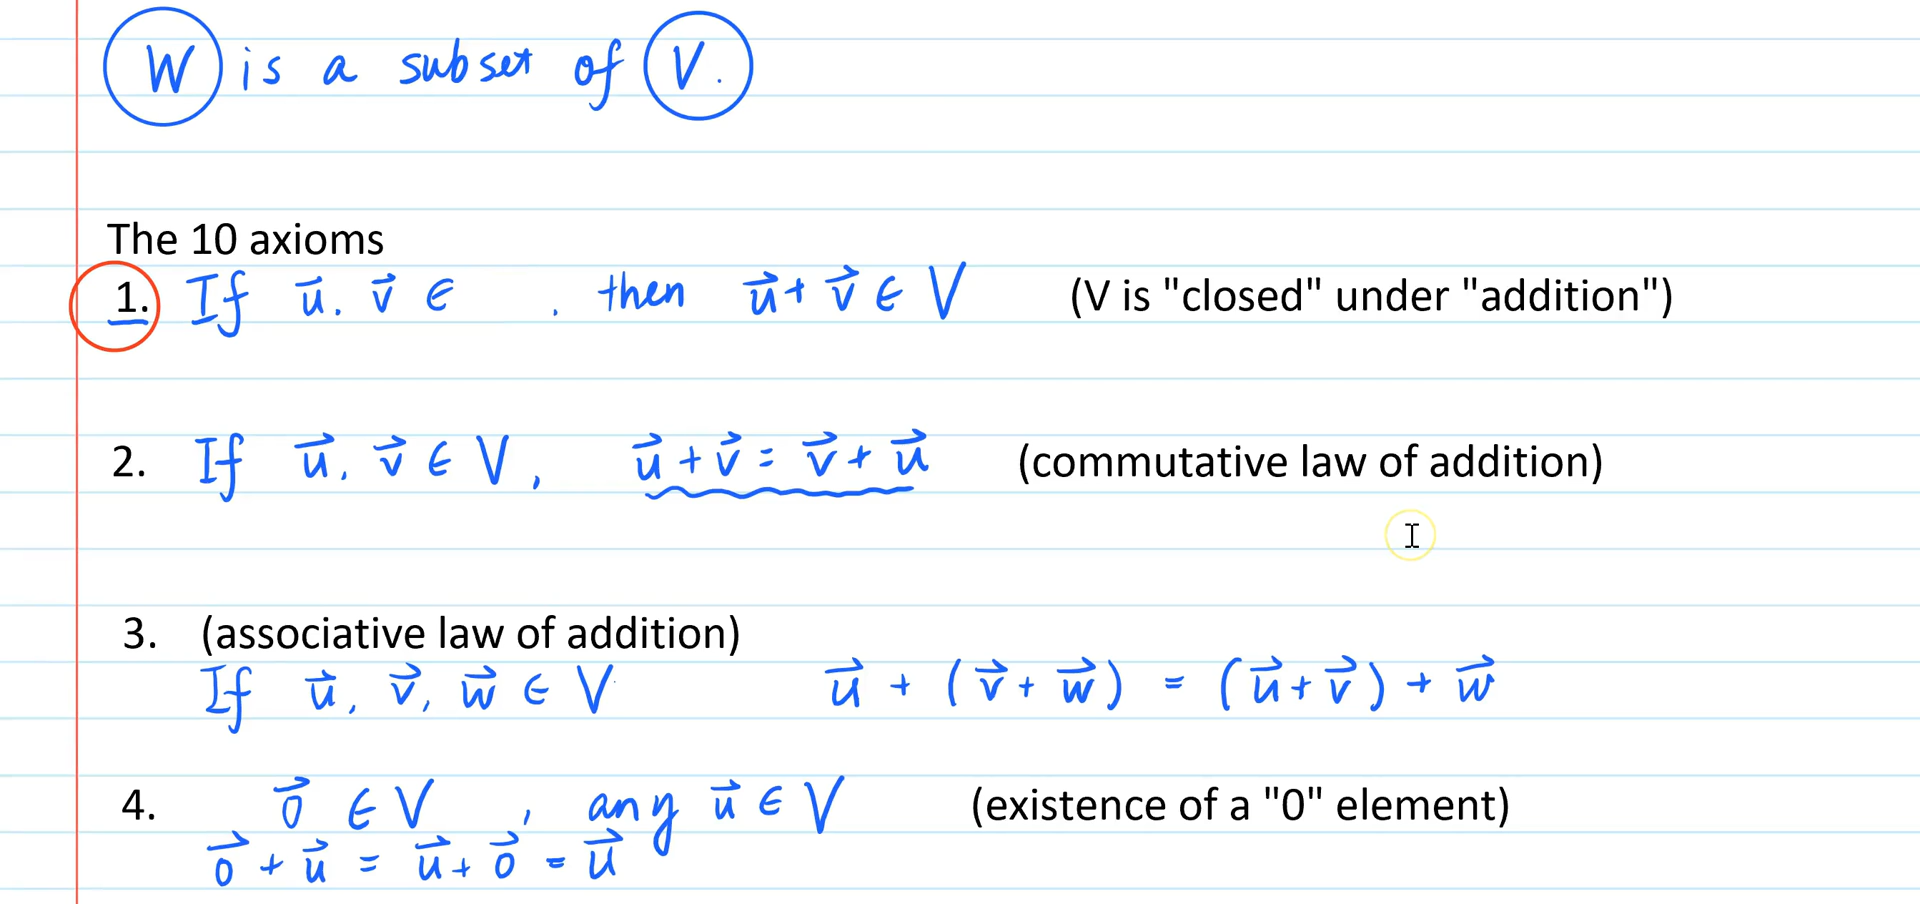 W is a subset of V.
The 10 axioms
1. If u⃗, v⃗ ∈ , then u⃗ + v⃗ ∈ V (V is "closed" under "addition")
2. If u⃗, v⃗ ∈ V, u⃗ + v⃗ = v⃗ + u⃗ (commutative law of addition)
3. (associative law of addition)
If u⃗, v⃗, w⃗ ∈ V u⃗ + (v⃗ + w⃗) = (u⃗ + v⃗) + w⃗
4. 0⃗ ∈ V , any u⃗ ∈ V (existence of a "0" element)
0⃗ + u⃗ = u⃗ + 0⃗ = u⃗